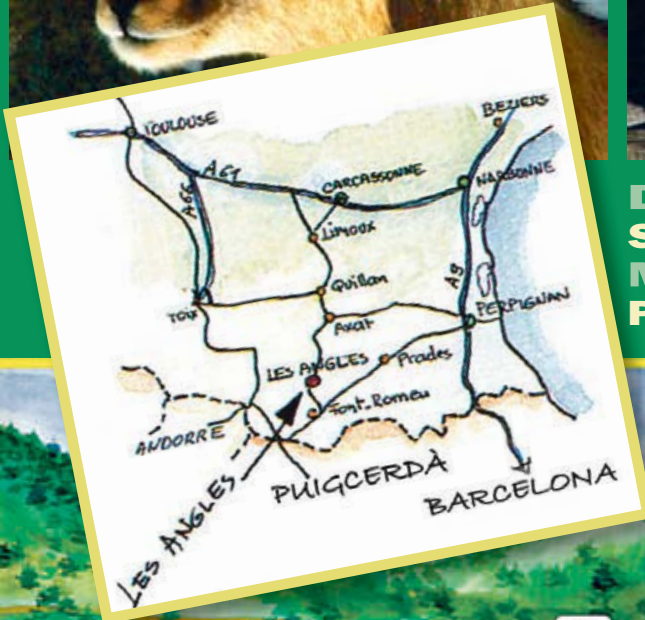 BEZIERS
TOULOUSE
A61
CARCASSONNE
NARBONNE
A66
Limoux
A9
Quillan
FOIX
Axat
PERPIGNAN
LES ANGLES
Prades
Font-Romeu
ANDORRE
PUIGCERDÀ
BARCELONA
LES ANGLES